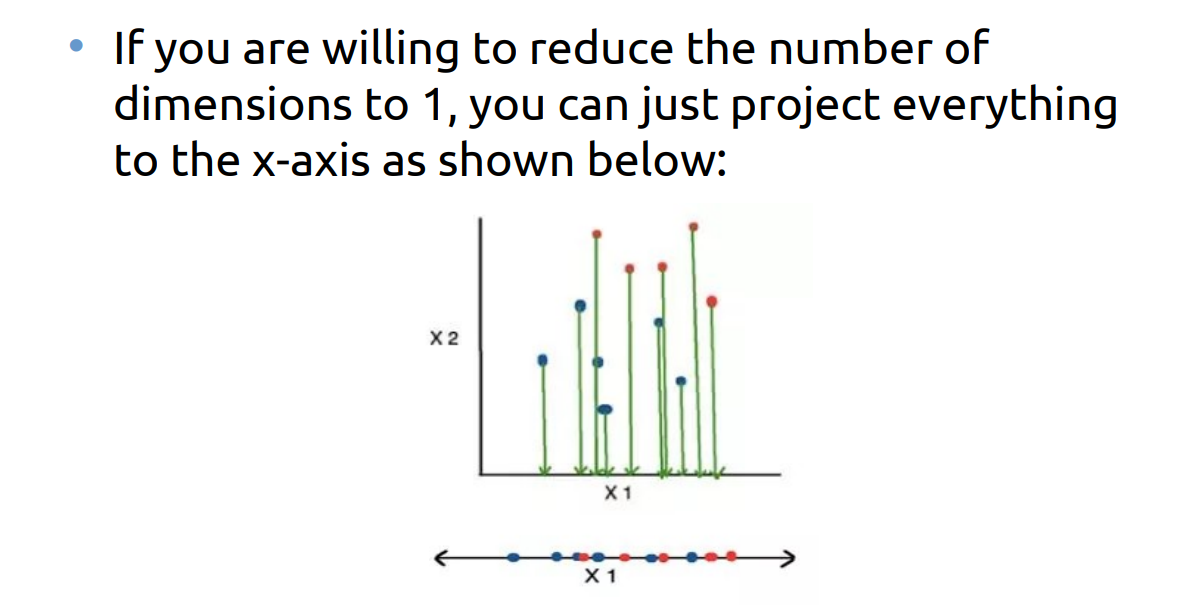 • If you are willing to reduce the number of
dimensions to 1, you can just project everything
to the x-axis as shown below:
X 2
X 1
X 1